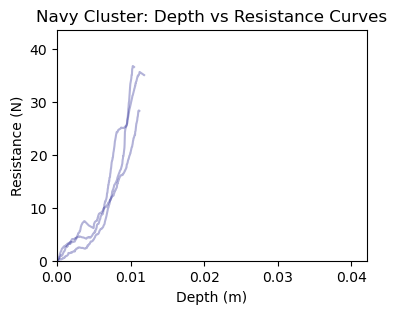 Navy Cluster: Depth vs Resistance Curves
Resistance (N)
40
30
20
10
0
0.00 0.01 0.02 0.03 0.04
Depth (m)